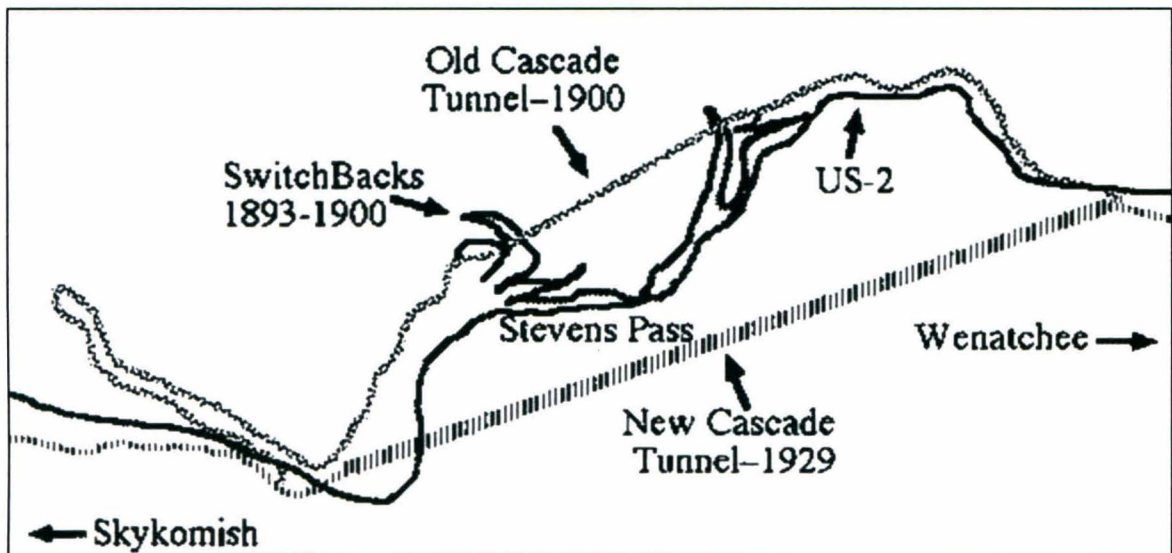 Old Cascade
Tunnel–1900
SwitchBacks
1893-1900
US-2
Stevens Pass
Wenatchee
New Cascade
Tunnel–1929
Skykomish